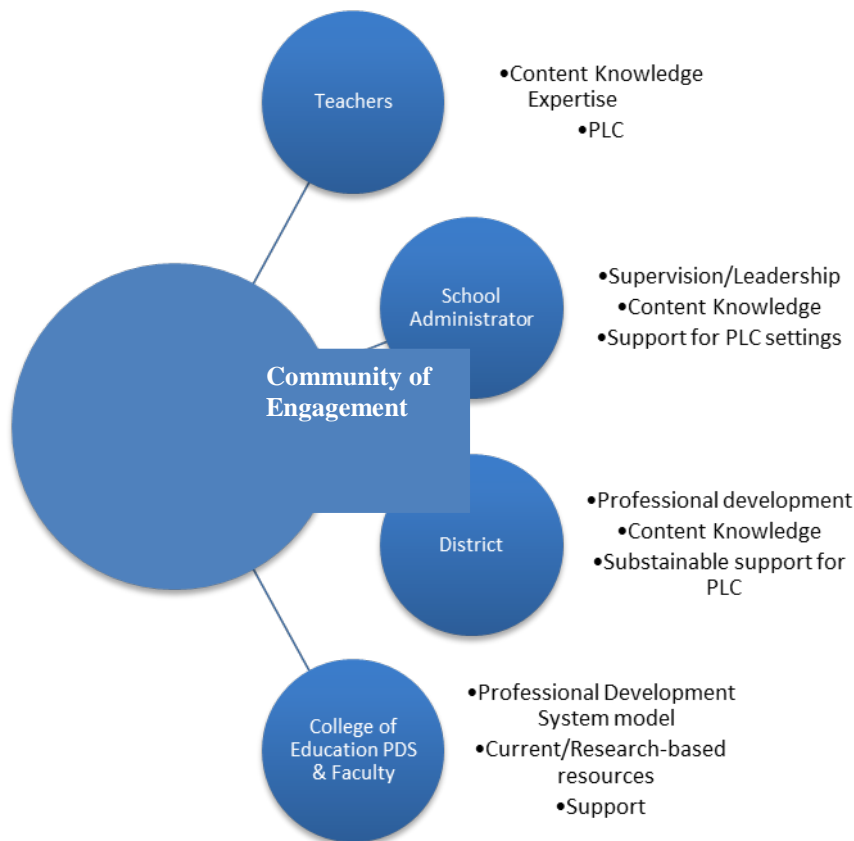 Teachers
•Content Knowledge
Expertise
•PLC
School
Administrator
•Supervision/Leadership
•Content Knowledge
•Support for PLC settings
Community of
Engagement
District
•Professional development
•Content Knowledge
•Substainable support for
PLC
College of
Education PDS
& Faculty
•Professional Development
System model
•Current/Research-based
resources
•Support